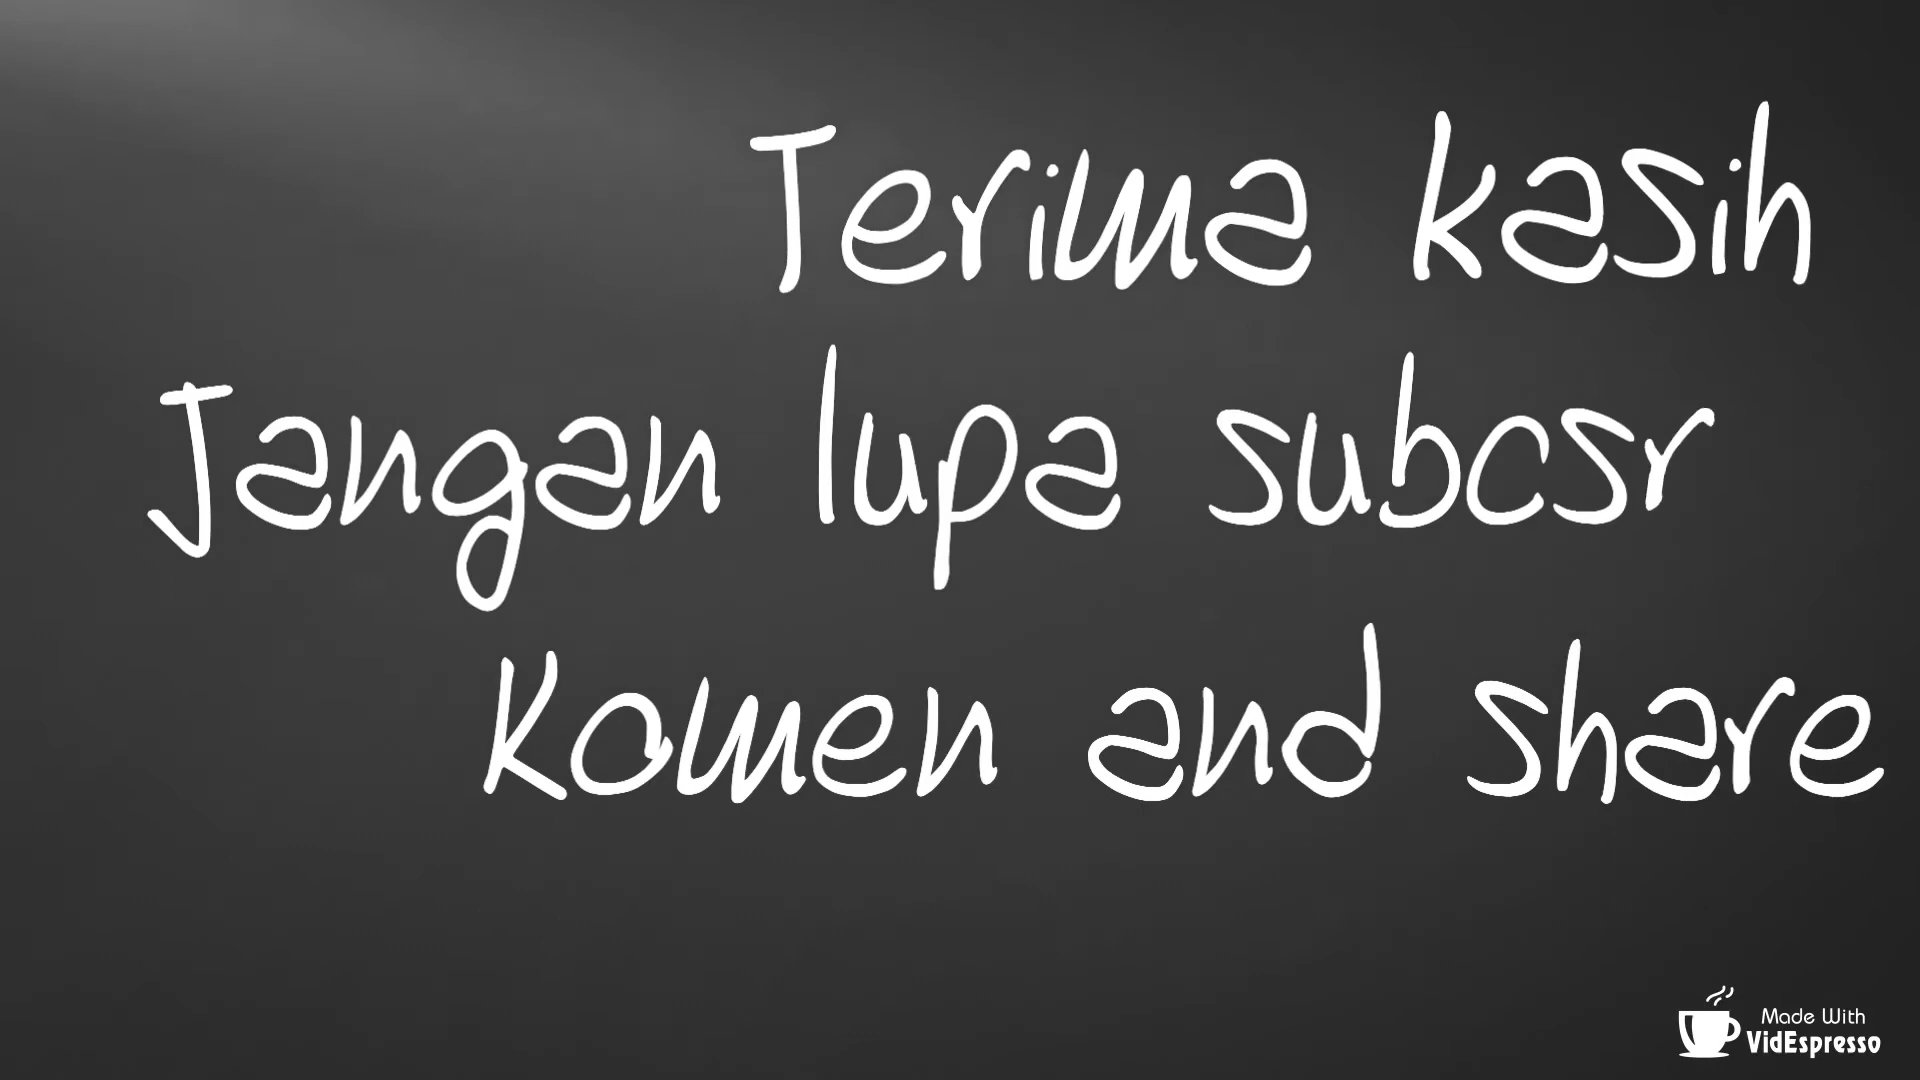 Terima kasih
Jangan lupa subcsr
Komen and share
Made With
VidEspresso